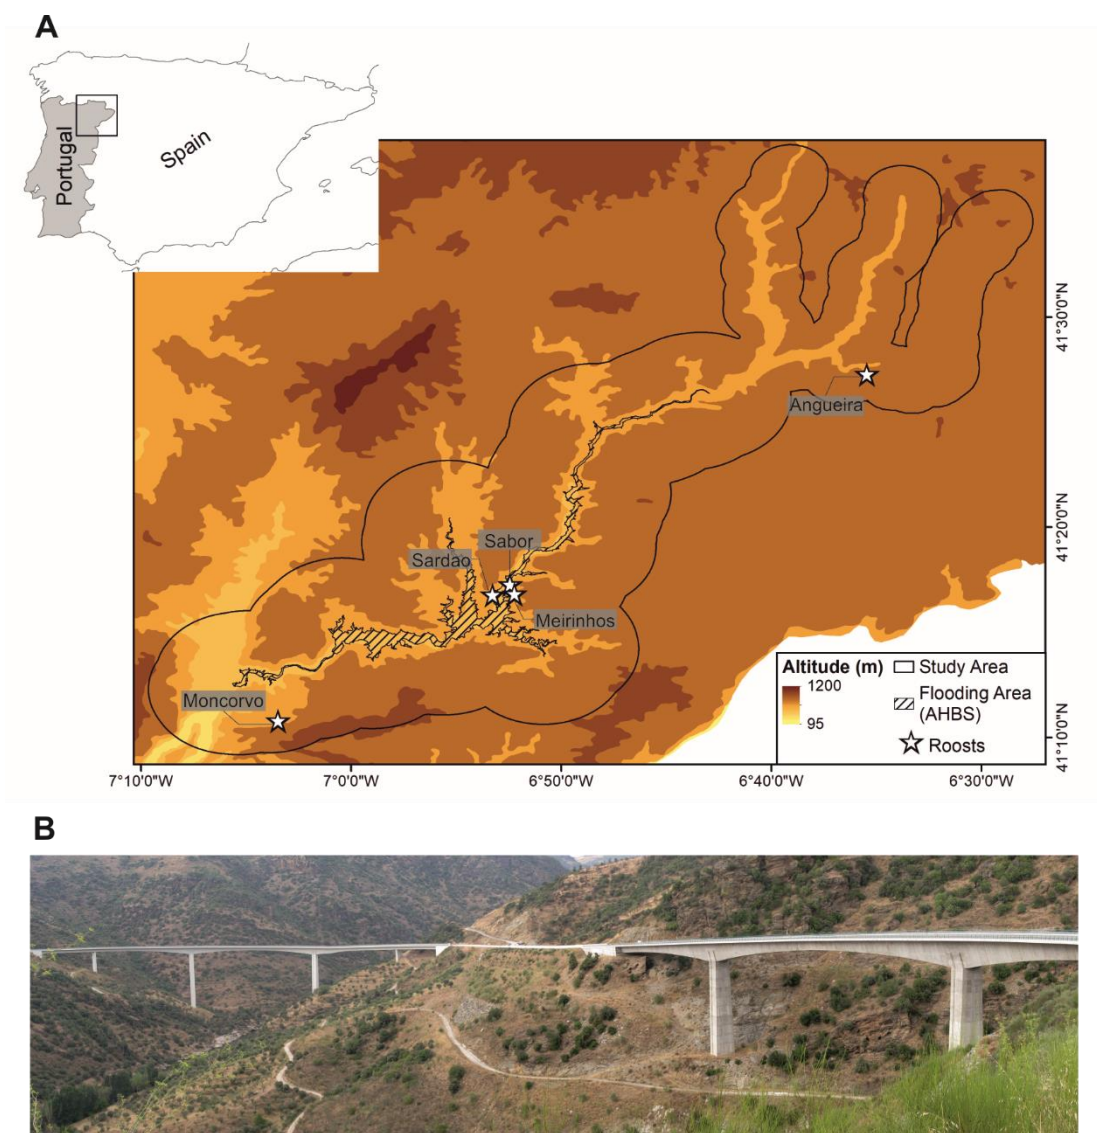 A
Portugal
Spain
41°30'0"N
Angueira
41°20'0"N
Sabor
Sardão
Meirinhos
Moncorvo
Altitude (m)
1200
95
Study Area
Flooding Area
(AHBS)
Roosts
41°10'0"N
7°10'0"W
7°0'0"W
6°50'0"W
6°40'0"W
6°30'0"W
B